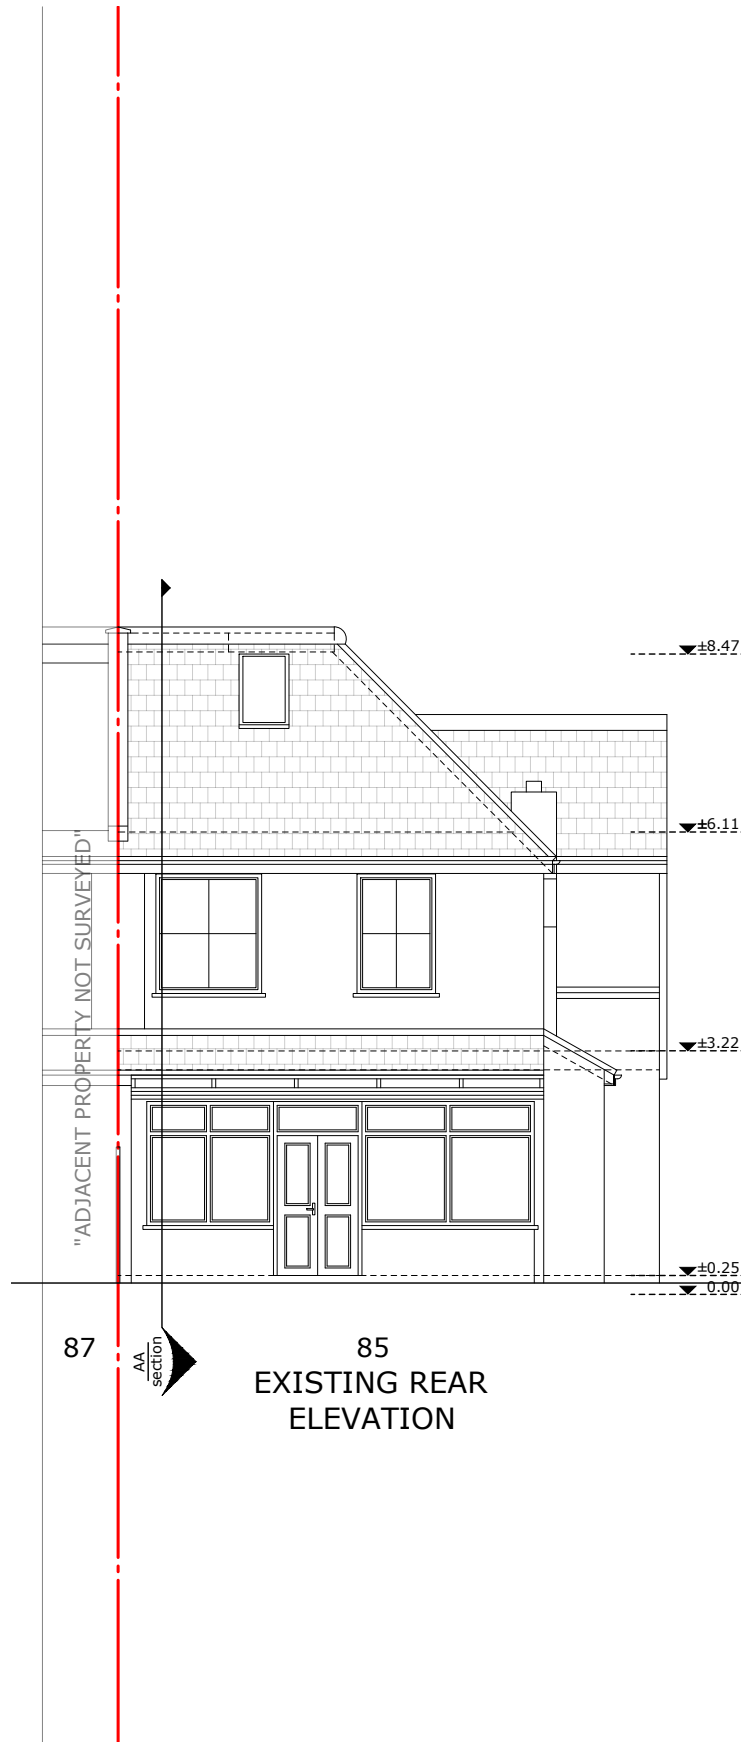 ±8.47
±6.11
"ADJACENT PROPERTY NOT SURVEYED"
±3.22
±0.25
0.00
87
AA
section
85
EXISTING REAR
ELEVATION